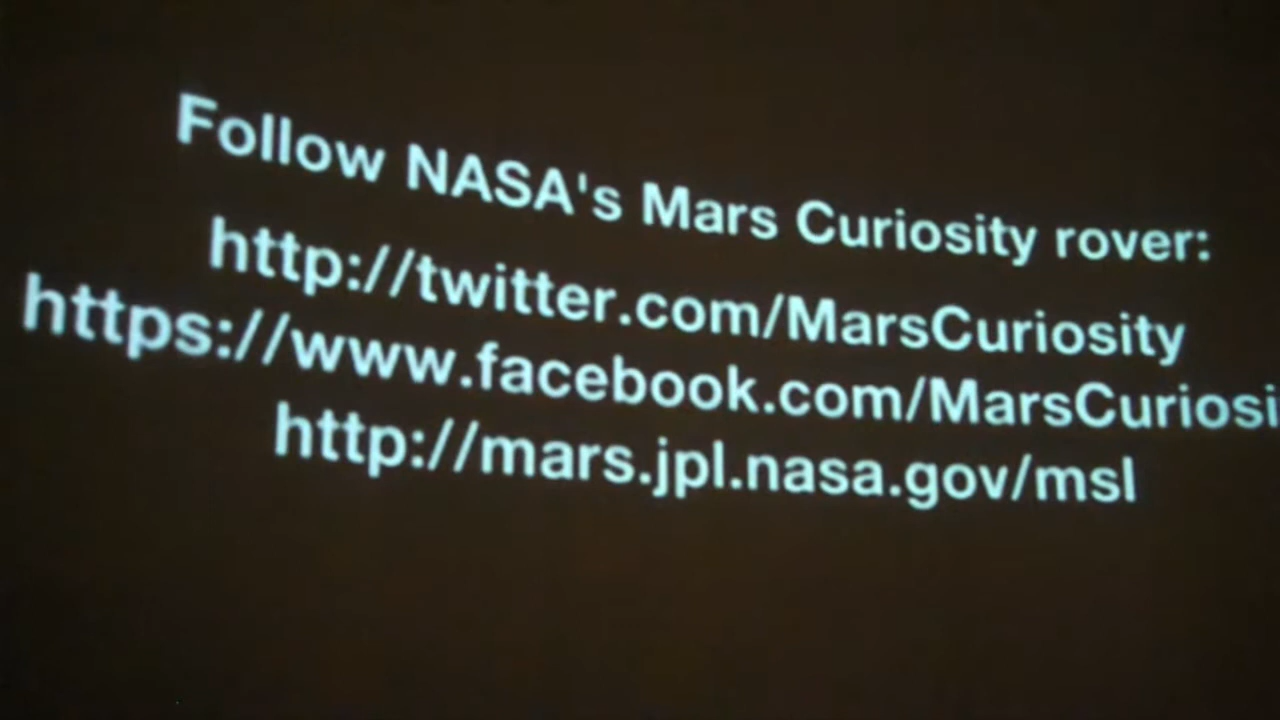 Follow NASA's Mars Curiosity rover:
http://twitter.com/MarsCuriosity
https://www.facebook.com/MarsCuriosi
http://mars.jpl.nasa.gov/msl